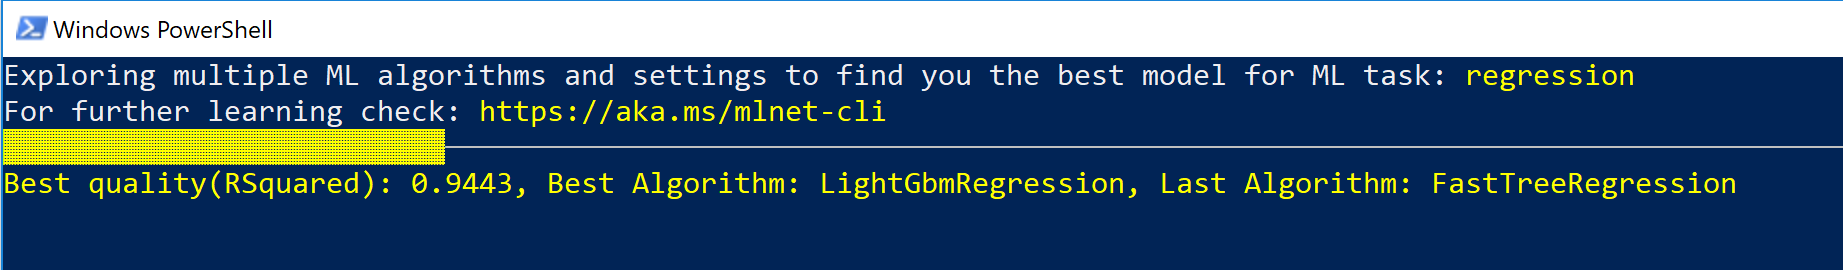 Windows PowerShell
Exploring multiple ML algorithms and settings to find you the best model for ML task: regression
For further learning check: https://aka.ms/mlnet-cli
Best quality(RSquared): 0.9443, Best Algorithm: LightGbmRegression, Last Algorithm: FastTreeRegression